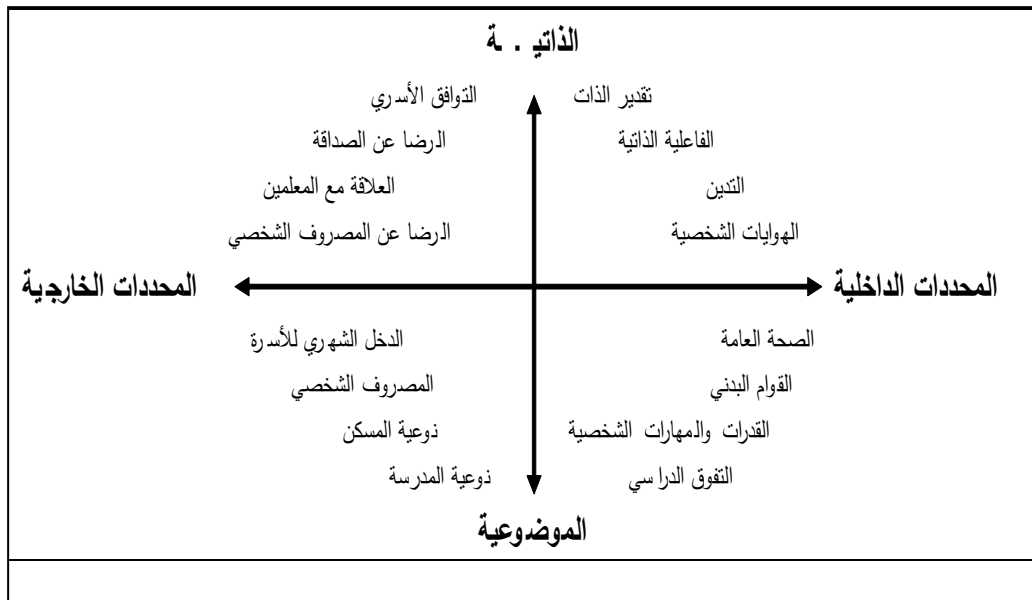 الذاتيـ . ـة
تقدير الذات التوافق الأسري
الفاعلية الذاتية الرضا عن الصداقة
التدين العلاقة مع المعلمين
الهوايات الشخصية الرضا عن المصروف الشخصي
المحددات الداخلية المحددات الخارجية
الصحة العامة الدخل الشهري للأسرة
القوام البدني المصروف الشخصي
القدرات والمهارات الشخصية نوعية المسكن
التفوق الدراسي نوعية المدرسة
الموضوعية